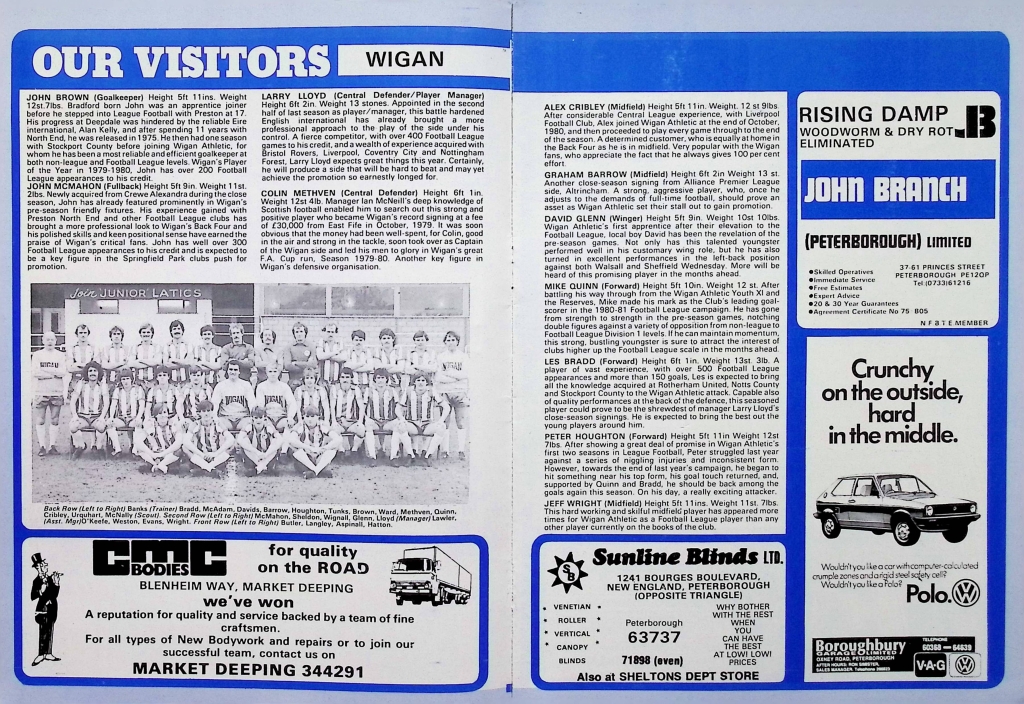 OUR VISITORS
WIGAN
JOHN BROWN (Goalkeeper) Height 5ft 11ins. Weight
12st.7lbs. Bradford born John was an apprentice joiner
before he stepped into League Football with Preston at 17.
His progress at Deepdale was hindered by the reliable Eire
international, Alan Kelly, and after spending 11 years with
North End, he was released in 1975. He then had one season
with Stockport County before joining Wigan Athletic, for
whom he has been a most reliable and efficient goalkeeper at
both non-league and Football League levels. Wigan's Player
of the Year in 1979-1980, John has over 200 Football
League appearances to his credit.
JOHN McMAHON (Fullback) Height 5ft 9in. Weight 11st.
2lbs. Newly acquired from Crewe Alexandra during the close
season, John has already featured prominently in Wigan's
pre-season friendly fixtures. His experience gained with
Preston North End and other Football League clubs has
brought a more professional look to Wigan's Back Four and
his polished skills and keen positional sense have earned the
praise of Wigan's critical fans. John has well over 300
Football League appearances to his credit and is expected to
be a key figure in the Springfield Park clubs push for
promotion.
LARRY LLOYD (Central Defender/Player Manager)
Height 6ft 2in. Weight 13 stones. Appointed in the second
half of last season as player/manager, this battle hardened
English international has already brought a more
professional approach to the play of the side under his
control. A fierce competitor, with over 400 Football League
games to his credit, and a wealth of experience acquired with
Bristol Rovers, Liverpool, Coventry City and Nottingham
Forest, Larry Lloyd expects great things this year. Certainly,
he will produce a side that will be hard to beat and may yet
achieve the promotion so earnestly longed for.
COLIN METHVEN (Central Defender) Height 6ft 1in.
Weight 12st 4lb. Manager Ian McNeill's deep knowledge of
Scottish football enabled him to search out this strong and
positive player who became Wigan's record signing at a fee
of £30,000 from East Fife in October, 1979. It was soon
obvious that the money had been well-spent, for Colin, good
in the air and strong in the tackle, soon took over as Captain
of the Wigan side and led his men to glory in Wigan's great
F.A. Cup run, Season 1979-80. Another key figure in
Wigan's defensive organisation.
Join JUNIOR LATICS
WIGAN
WIGAN
WIGAN
Back Row (Left to Right) Banks (Trainer) Bradd, McAdam, Davids, Barrow, Houghton, Tunks, Brown, Ward, Methven, Quinn,
Cribley, Urquhart, McNally (Scout). Second Row (Left to Right) McMahon, Sheldon, Wignall, Glenn, Lloyd (Manager) Lawler,
(Asst. Mgr) O'Keefe, Weston, Evans, Wright. Front Row (Left to Right) Butler, Langley, Aspinall, Hatton.
CMC
BODIES
for quality
on the ROAD
BLENHEIM WAY, MARKET DEEPING
we've won
A reputation for quality and service backed by a team of fine
craftsmen.
For all types of New Bodywork and repairs or to join our
successful team, contact us on
MARKET DEEPING 344291
ALEX CRIBLEY (Midfield) Height 5ft 11in. Weight. 12 st 9lbs.
After considerable Central League experience, with Liverpool
Football Club, Alex joined Wigan Athletic at the end of October,
1980, and then proceeded to play every game through to the end
of the season. A determined customer, who is equally at home in
the Back Four as he is in midfield. Very popular with the Wigan
fans, who appreciate the fact that he always gives 100 per cent
effort.
GRAHAM BARROW (Midfield) Height 6ft 2in Weight 13 st.
Another close-season signing from Alliance Premier League
side, Altrincham. A strong, aggressive player, who, once he
adjusts to the demands of full-time football, should prove an
asset as Wigan Athletic set their stall out to gain promotion.
DAVID GLENN (Winger) Height 5ft 9in. Weight 10st 10lbs.
Wigan Athletic's first apprentice after their elevation to the
Football League, local boy David has been the revelation of the
pre-season games. Not only has this talented youngster
performed well in his customary wing role, but he has also
turned in excellent performances in the left-back position
against both Walsall and Sheffield Wednesday. More will be
heard of this promising player in the months ahead.
MIKE QUINN (Forward) Height 5ft 10in. Weight 12 st. After
battling his way through from the Wigan Athletic Youth XI and
the Reserves, Mike made his mark as the Club's leading goal-
scorer in the 1980-81 Football League campaign. He has gone
from strength to strength in the pre-season games, notching
double figures against a variety of opposition from non-league to
Football League Division 1 levels. If he can maintain momentum,
this strong, bustling youngster is sure to attract the interest of
clubs higher up the Football League scale in the months ahead.
LES BRADD (Forward) Height 6ft 1in. Weight 13st. 3lb. A
player of vast experience, with over 500 Football League
appearances and more than 150 goals, Les is expected to bring
all the knowledge acquired at Rotherham United, Notts County
and Stockport County to the Wigan Athletic attack. Capable also
of quality performances at the back of the defence, this seasoned
player could prove to be the shrewdest of manager Larry Lloyd's
close-season signings. He is expected to bring the best out the
young players around him.
PETER HOUGHTON (Forward) Height 5ft 11in Weight 12st
7lbs. After showing a great deal of promise in Wigan Athletic's
first two seasons in League Football, Peter struggled last year
against a series of niggling injuries and inconsistent form.
However, towards the end of last year's campaign, he began to
hit something near his top form, his goal touch returned, and,
supported by Quinn and Bradd, he should be back among the
goals again this season. On his day, a really exciting attacker.
JEFF WRIGHT (Midfield) Height 5ft 11ins. Weight 11st. 7lbs.
This hard working and skilful midfield player has appeared more
times for Wigan Athletic as a Football League player than any
other player currently on the books of the club.
Sunline Blinds LTD.
SB
1241 BOURGES BOULEVARD,
NEW ENGLAND, PETERBOROUGH
(OPPOSITE TRIANGLE)
* VENETIAN *
* ROLLER *
* VERTICAL *
* CANOPY *
BLINDS
Peterborough
63737
71898 (even)
WHY BOTHER
WITH THE REST
WHEN
YOU
CAN HAVE
THE BEST
AT LOW! LOW!
PRICES
Also at SHELTONS DEPT STORE
RISING DAMP
WOODWORM & DRY ROT
ELIMINATED
JB
JOHN BRANCH
(PETERBOROUGH) LIMITED
●Skilled Operatives
●Immediate Service
●Free Estimates
●Expert Advice
●20 & 30 Year Guarantees
●Agreement Certificate No 75 805
37-61 PRINCES STREET
PETERBOROUGH PE12QP
Tel:(0733)61216
N F B T E MEMBER
Crunchy
on the outside,
hard
in the middle.
Wouldn't you like a car with computer-calculated
crumple zones and a rigid steel safety cell?
Wouldn't you like a Polo?
Polo.
Boroughbury
GARAGE LIMITED
OXNEY ROAD, PETERBOROUGH
AFTER HOURS: RON SIMSTER,
SALES MANAGER. Telephone
TELEPHONE
60368 — 64639
V·A·G